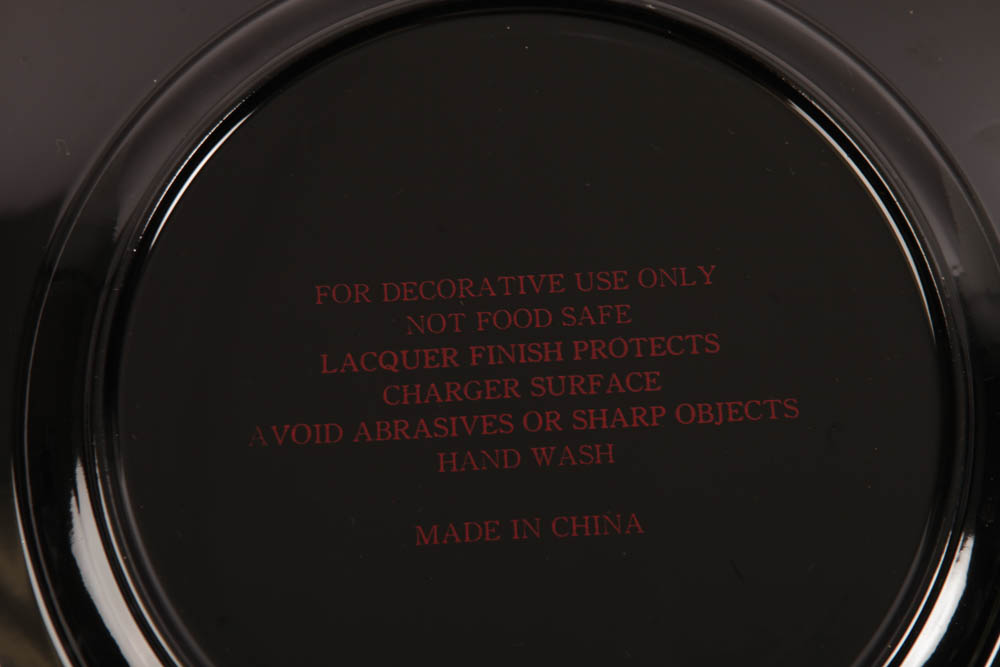 FOR DECORATIVE USE ONLY
NOT FOOD SAFE
LACQUER FINISH PROTECTS
CHARGER SURFACE
AVOID ABRASIVES OR SHARP OBJECTS
HAND WASH
MADE IN CHINA